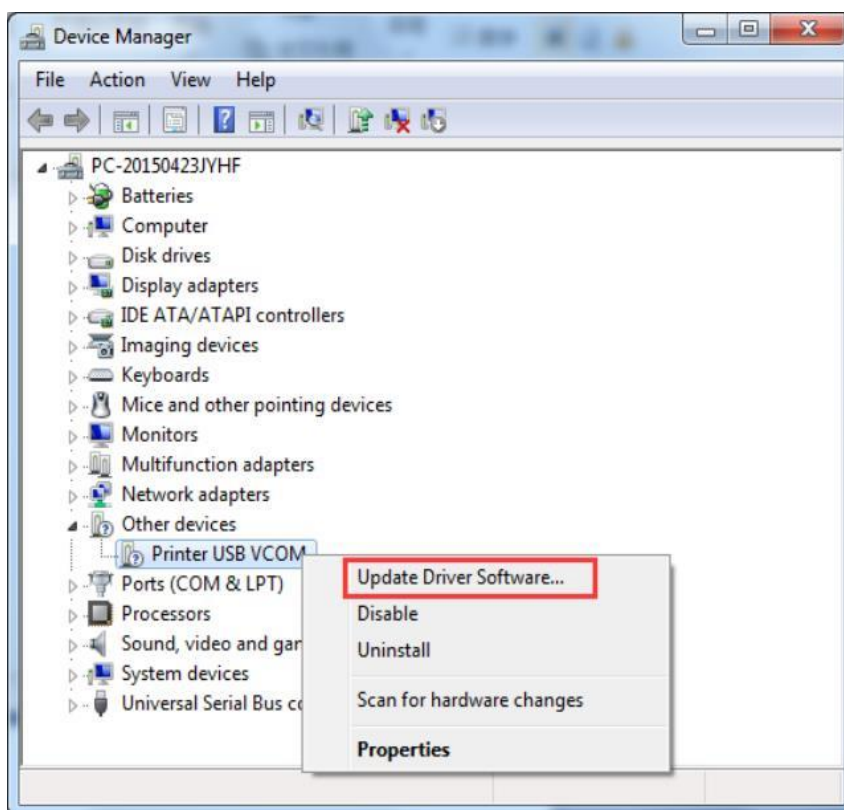 Device Manager
File Action View Help
PC-20150423JYHF
Batteries
Computer
Disk drives
Display adapters
IDE ATA/ATAPI controllers
Imaging devices
Keyboards
Mice and other pointing devices
Monitors
Multifunction adapters
Network adapters
Other devices
Printer USB VCOM
Ports (COM & LPT)
Processors
Sound, video and gan
System devices
Universal Serial Bus co
Update Driver Software...
Disable
Uninstall
Scan for hardware changes
Properties